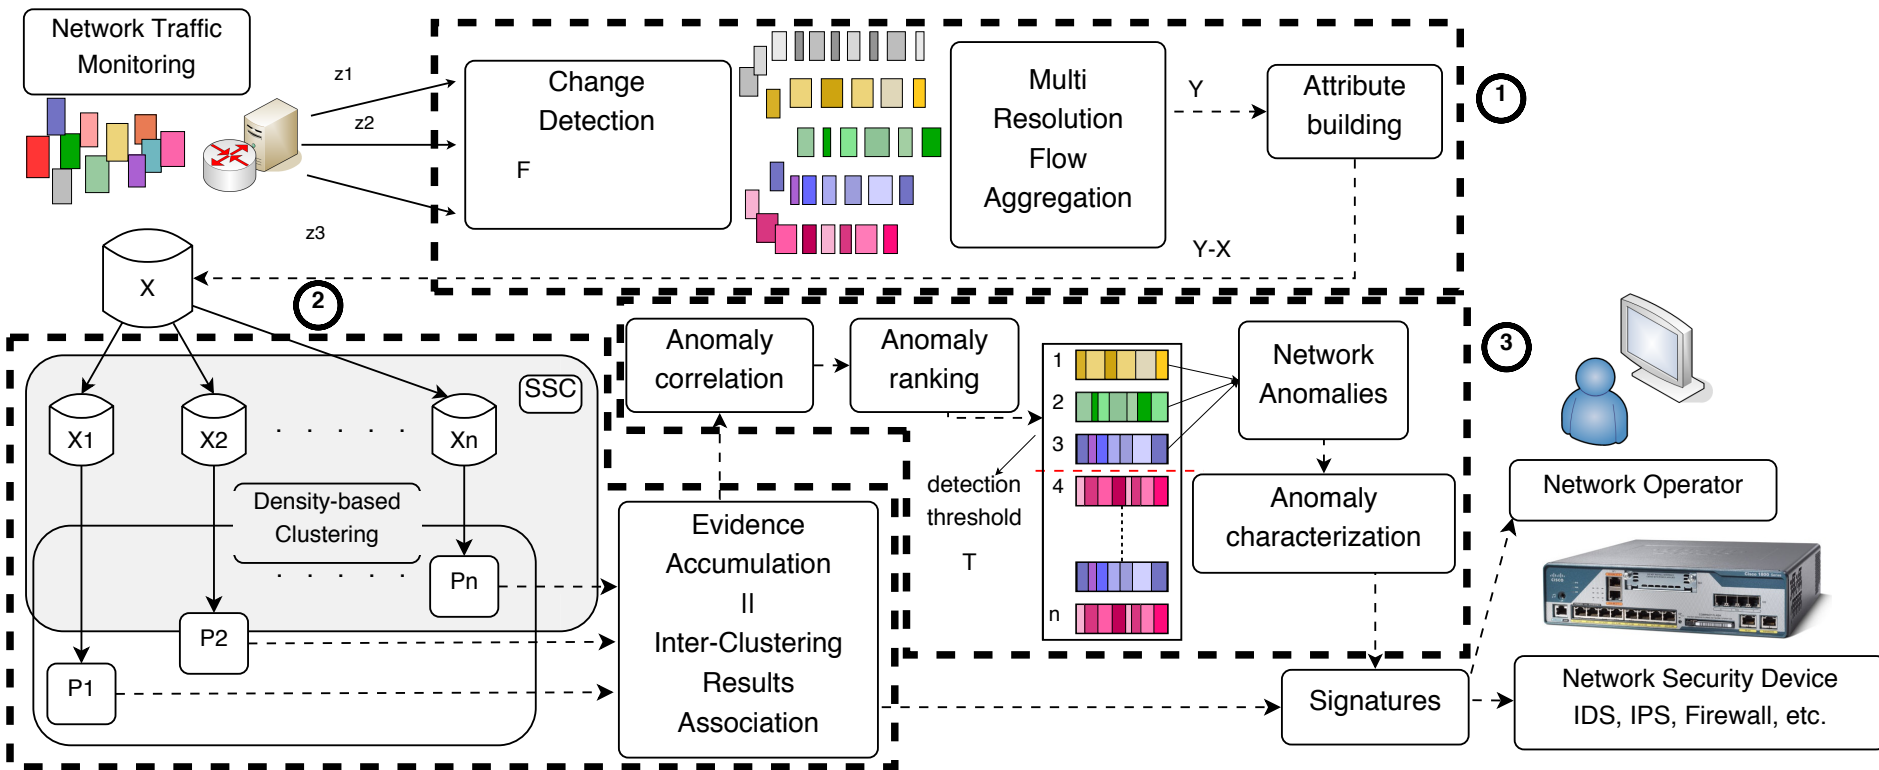 Network Traffic
Monitoring
z1
z2
z3
Change
Detection
F
Multi
Resolution
Flow
Aggregation
Y
Attribute
building
1
Y-X
X
2
SSC
X1
X2
. . . . .
Xn
Density-based
Clustering
. . . . .
Pn
P2
P1
Evidence
Accumulation
||
Inter-Clustering
Results
Association
Anomaly
correlation
Anomaly
ranking
detection
threshold
T
1
2
3
4
n
Network
Anomalies
Anomaly
characterization
3
Signatures
Network Operator
Network Security Device
IDS, IPS, Firewall, etc.